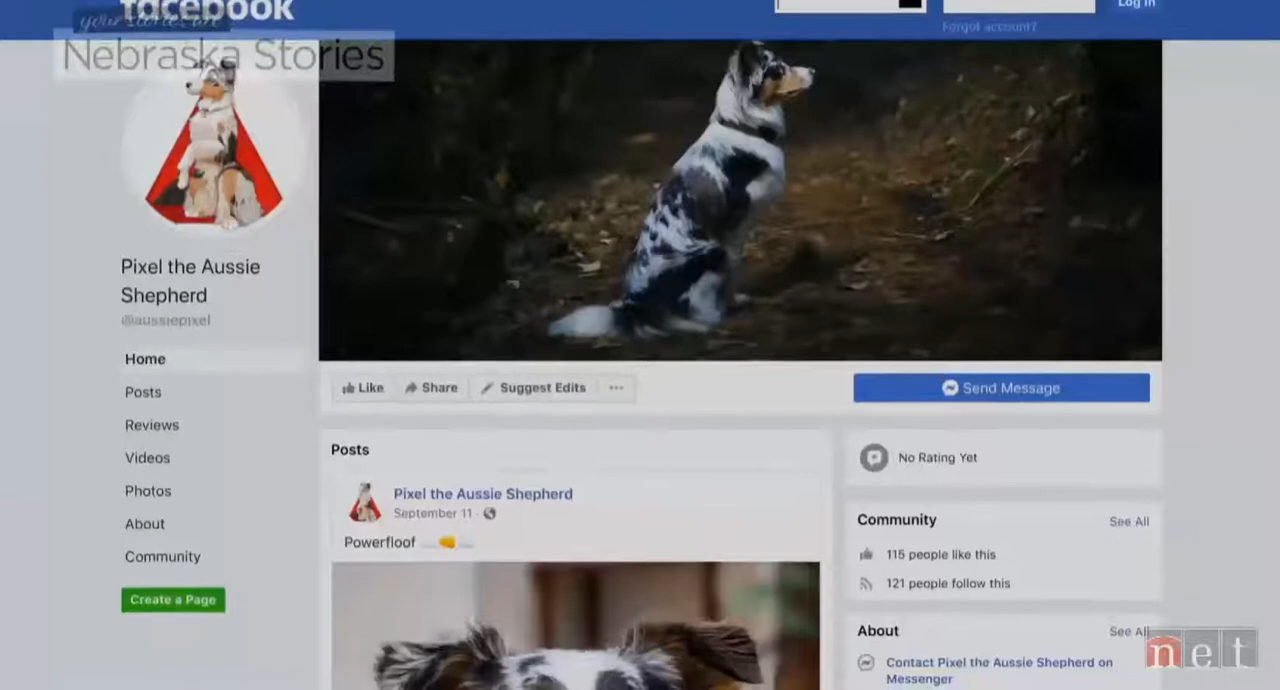 facebook
your stories are
Nebraska Stories
Log In
Forgot account?
Pixel the Aussie
Shepherd
@aussiepixel
Home
Posts
Reviews
Videos
Photos
About
Community
Create a Page
Like
Share
Suggest Edits
Send Message
Posts
Pixel the Aussie Shepherd
September 11
Powerfloof
No Rating Yet
Community
See All
115 people like this
121 people follow this
About
See All
Contact Pixel the Aussie Shepherd on
Messenger
net